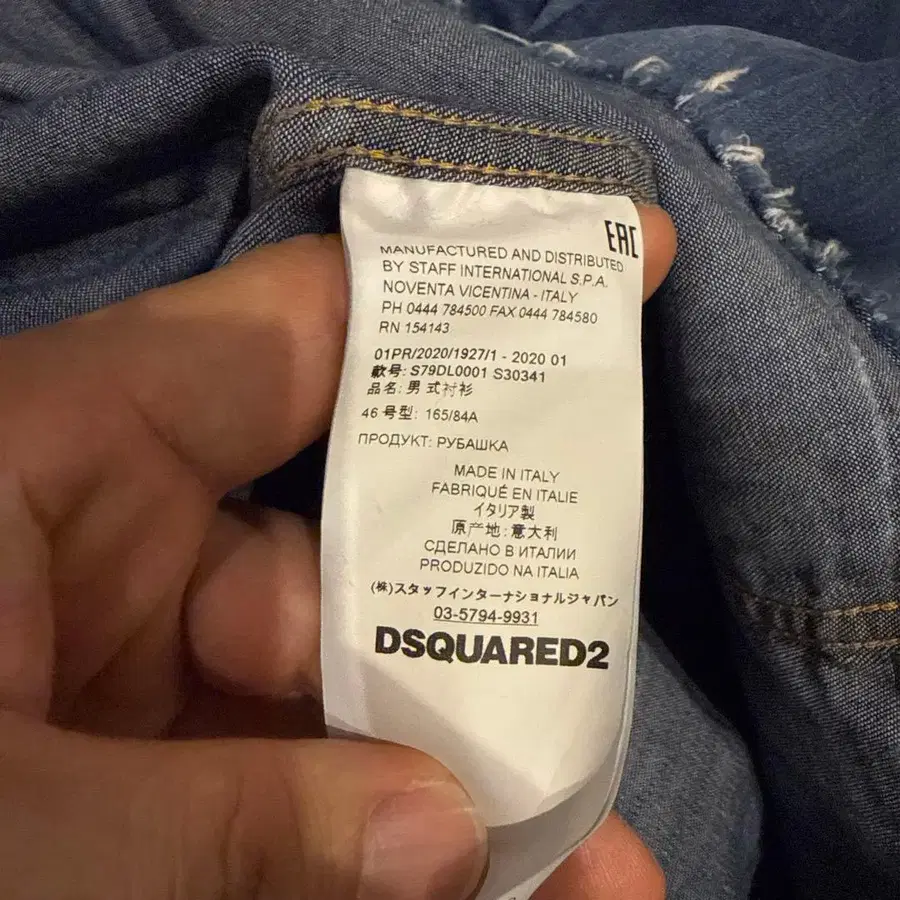 EAC
MANUFACTURED AND DISTRIBUTED
BY STAFF INTERNATIONAL S.P.A.
NOVENTA VICENTINA - ITALY
PH 0444 784500 FAX 0444 784580
RN 154143
01PR/2020/1927/1 - 2020 01
款号: S79DL0001 S30341
品名: 男式衬衫
46 号型: 165/84A
ПРОДУКТ: РУБАШКА
MADE IN ITALY
FABRIQUÉ EN ITALIE
イタリア製
原产地: 意大利
СДЕЛАНО В ИТАЛИИ
PRODUZIDO NA ITALIA
(株)スタッフインターナショナルジャパン
03-5794-9931
DSQUARED2